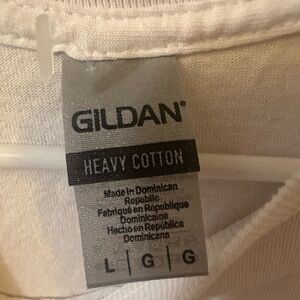 GILDAN®
HEAVY COTTON
Made in Dominican
Republic
Fabriqué en République
Dominicaine
Hecho en República
Dominicana
L | G | G